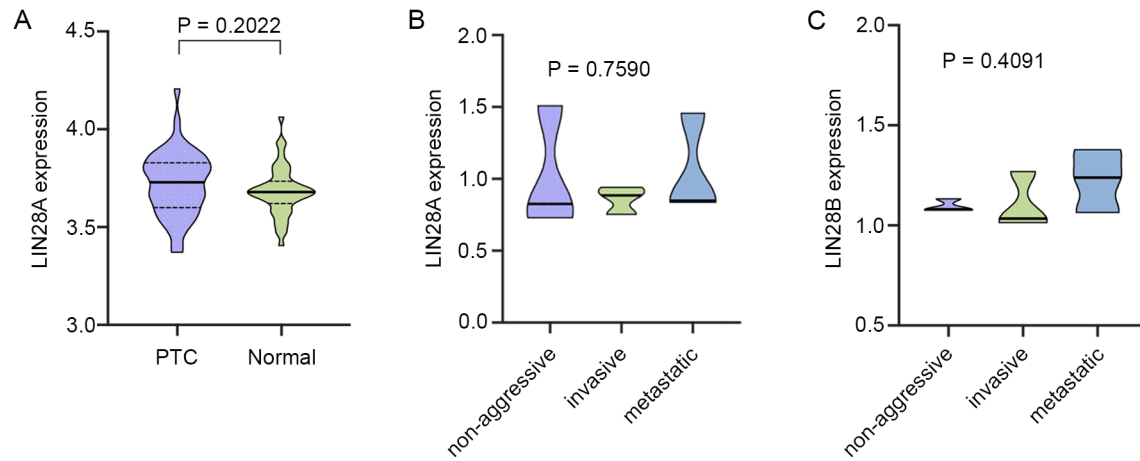 A
P = 0.2022
LIN28A expression
4.5
4.0
3.5
3.0
PTC
Normal
B
P = 0.7590
LIN28A expression
2.0
1.5
1.0
0.5
0.0
non-aggressive
invasive
metastatic
C
P = 0.4091
LIN28B expression
2.0
1.5
1.0
0.5
non-aggressive
invasive
metastatic